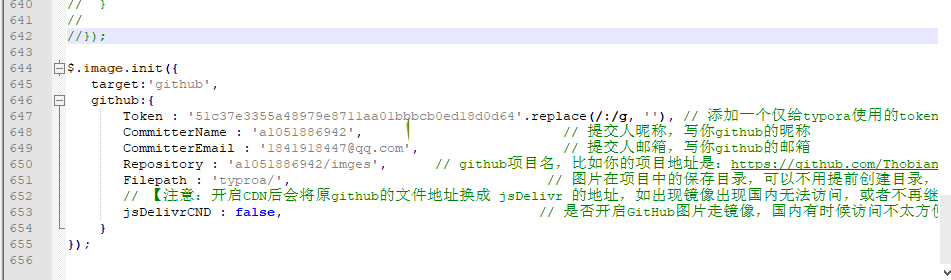 640 //  }
641 //
642 //});
643
644 $.image.init({
645 target:'github',
646 github:{
647 Token : '51c37e3355a48979e8711aa01bbbcb0ed18d0d64'.replace(/:/g, ''), // 添加一个仅给typora使用的token
648 CommitterName : 'a1051886942', // 提交人昵称，写你github的昵称
649 CommitterEmail : '1841918447@qq.com', // 提交人邮箱，写你github的邮箱
650 Repository : 'a1051886942/imges', // github项目名，比如你的项目地址是：https://github.com/Thobian
651 Filepath : 'typroa/', // 图片在项目中的保存目录，可以不用提前创建目录，
652 // 【注意：开启CDN后会将原github的文件地址换成 jsDelivr 的地址，如出现镜像出现国内无法访问，或者不再继
653 jsDelivrCND : false, // 是否开启GitHub图片走镜像，国内有时候访问不太方便
654 }
655 });
656